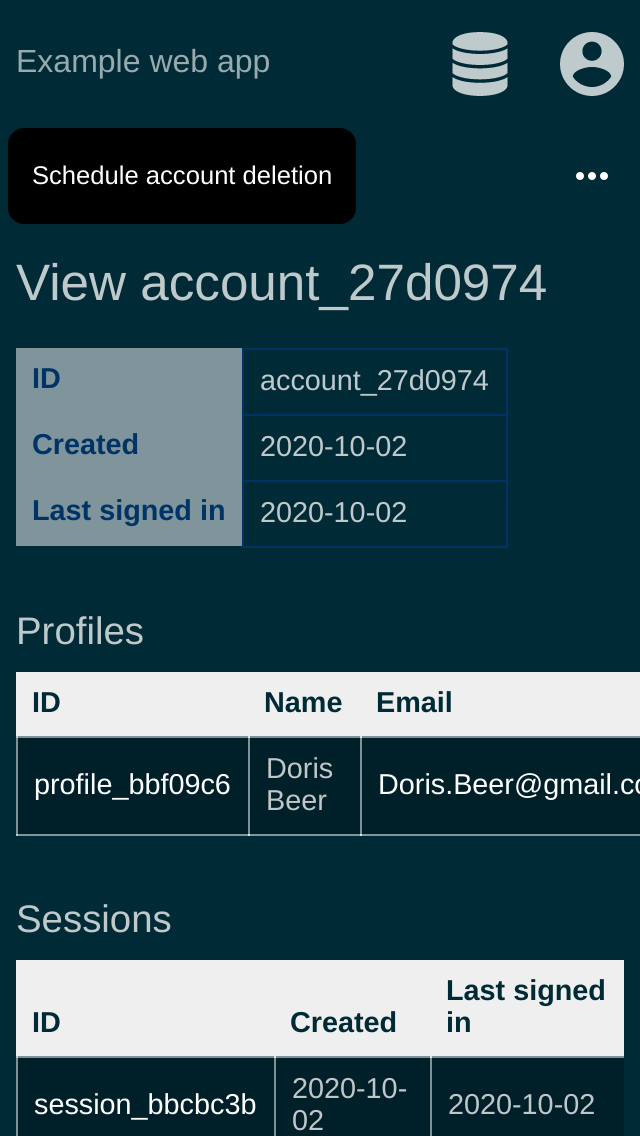 Example web app
Schedule account deletion
View account_27d0974
ID account_27d0974
Created 2020-10-02
Last signed in 2020-10-02
Profiles
ID Name Email
profile_bbf09c6 Doris Beer Doris.Beer@gmail.co
Sessions
ID Created Last signed in
session_bbcbc3b 2020-10-02 2020-10-02